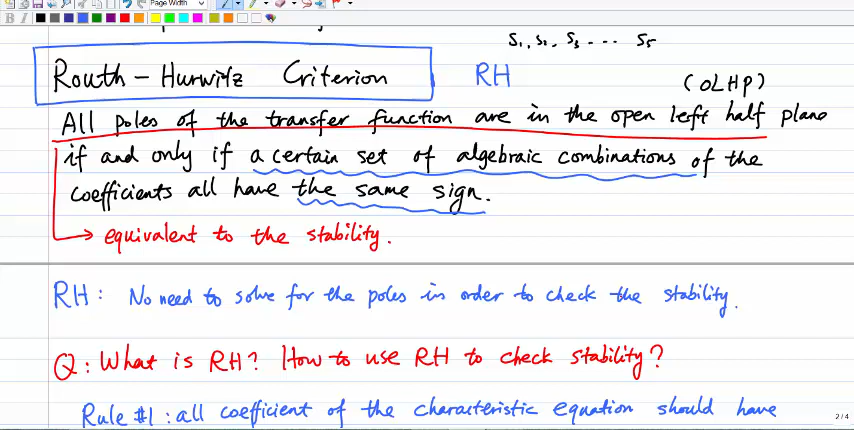 Page Width
S1, S2, S3 ... S5
Routh-Hurwitz Criterion RH
(OLHP)
All poles of the transfer function are in the open left half plane
if and only if a certain set of algebraic combinations of the
coefficients all have the same sign.
→ equivalent to the stability.
RH: No need to solve for the poles in order to check the stability.
Q: What is RH? How to use RH to check stability?
Rule #1: all coefficient of the characteristic equation should have
2/4